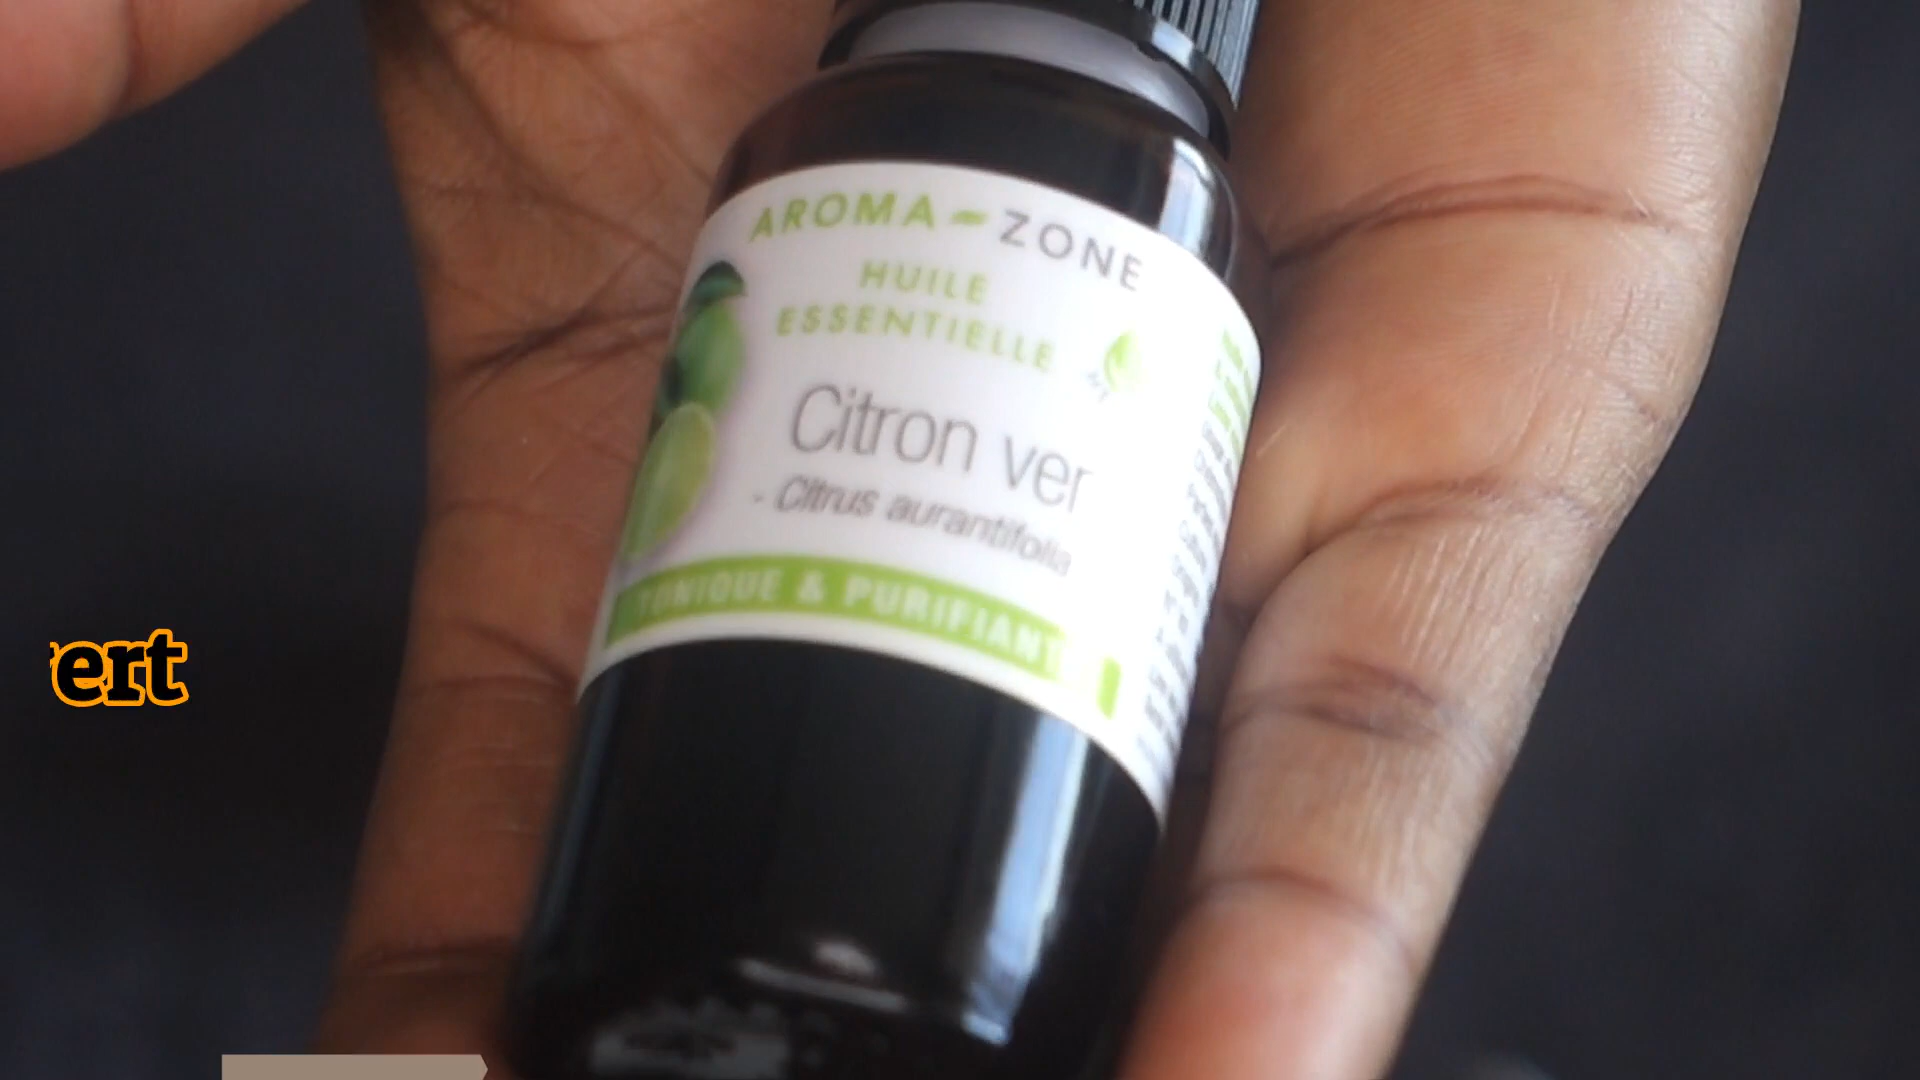 AROMA-ZONE
HUILE
ESSENTIELLE
Citron ver
- Citrus aurantifolia
TONIQUE & PURIFIANT
ert